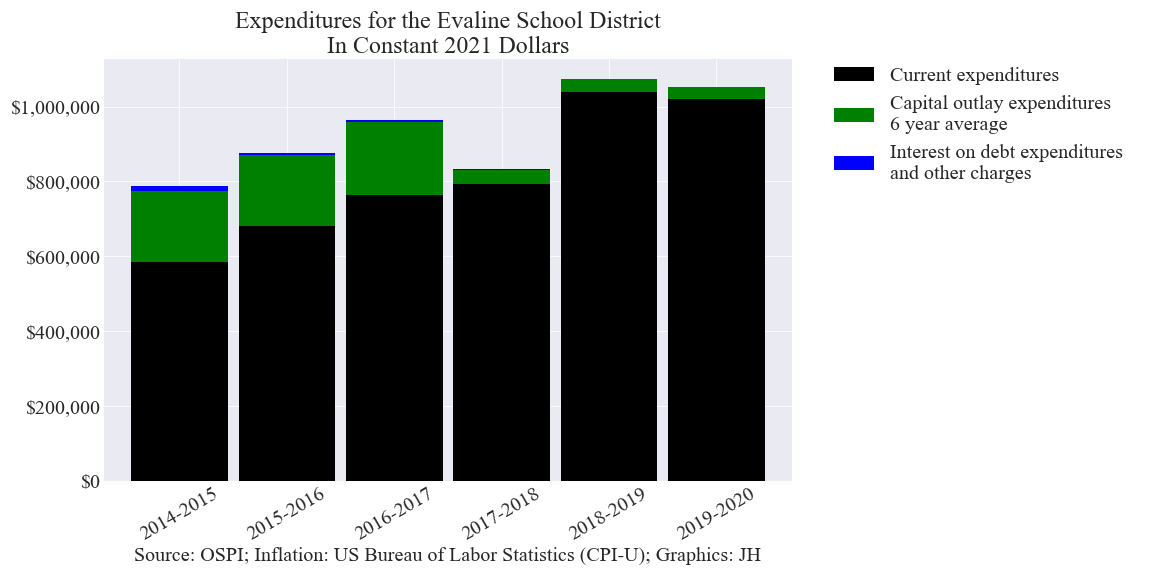 Expenditures for the Evaline School District
In Constant 2021 Dollars
$1,000,000
$800,000
$600,000
$400,000
$200,000
$0
2014-2015
2015-2016
2016-2017
2017-2018
2018-2019
2019-2020
Source: OSPI; Inflation: US Bureau of Labor Statistics (CPI-U); Graphics: JH
Current expenditures
Capital outlay expenditures
6 year average
Interest on debt expenditures
and other charges